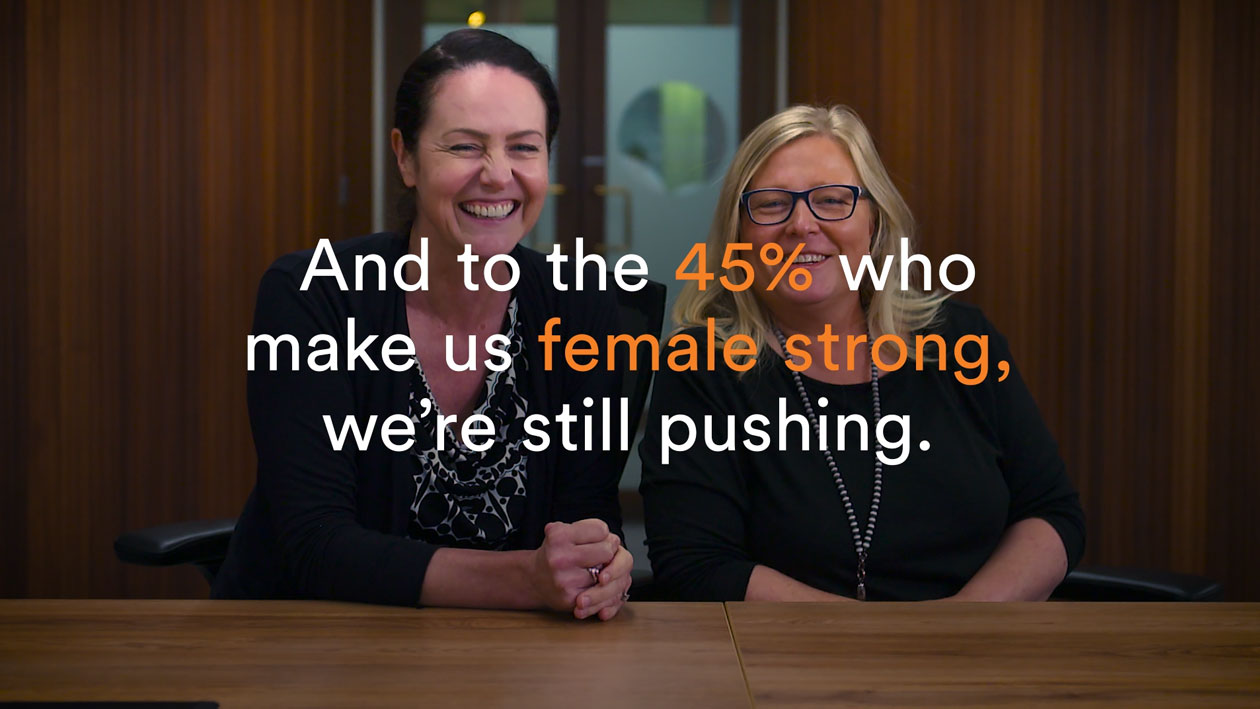 And to the 45% who
make us female strong,
we’re still pushing.